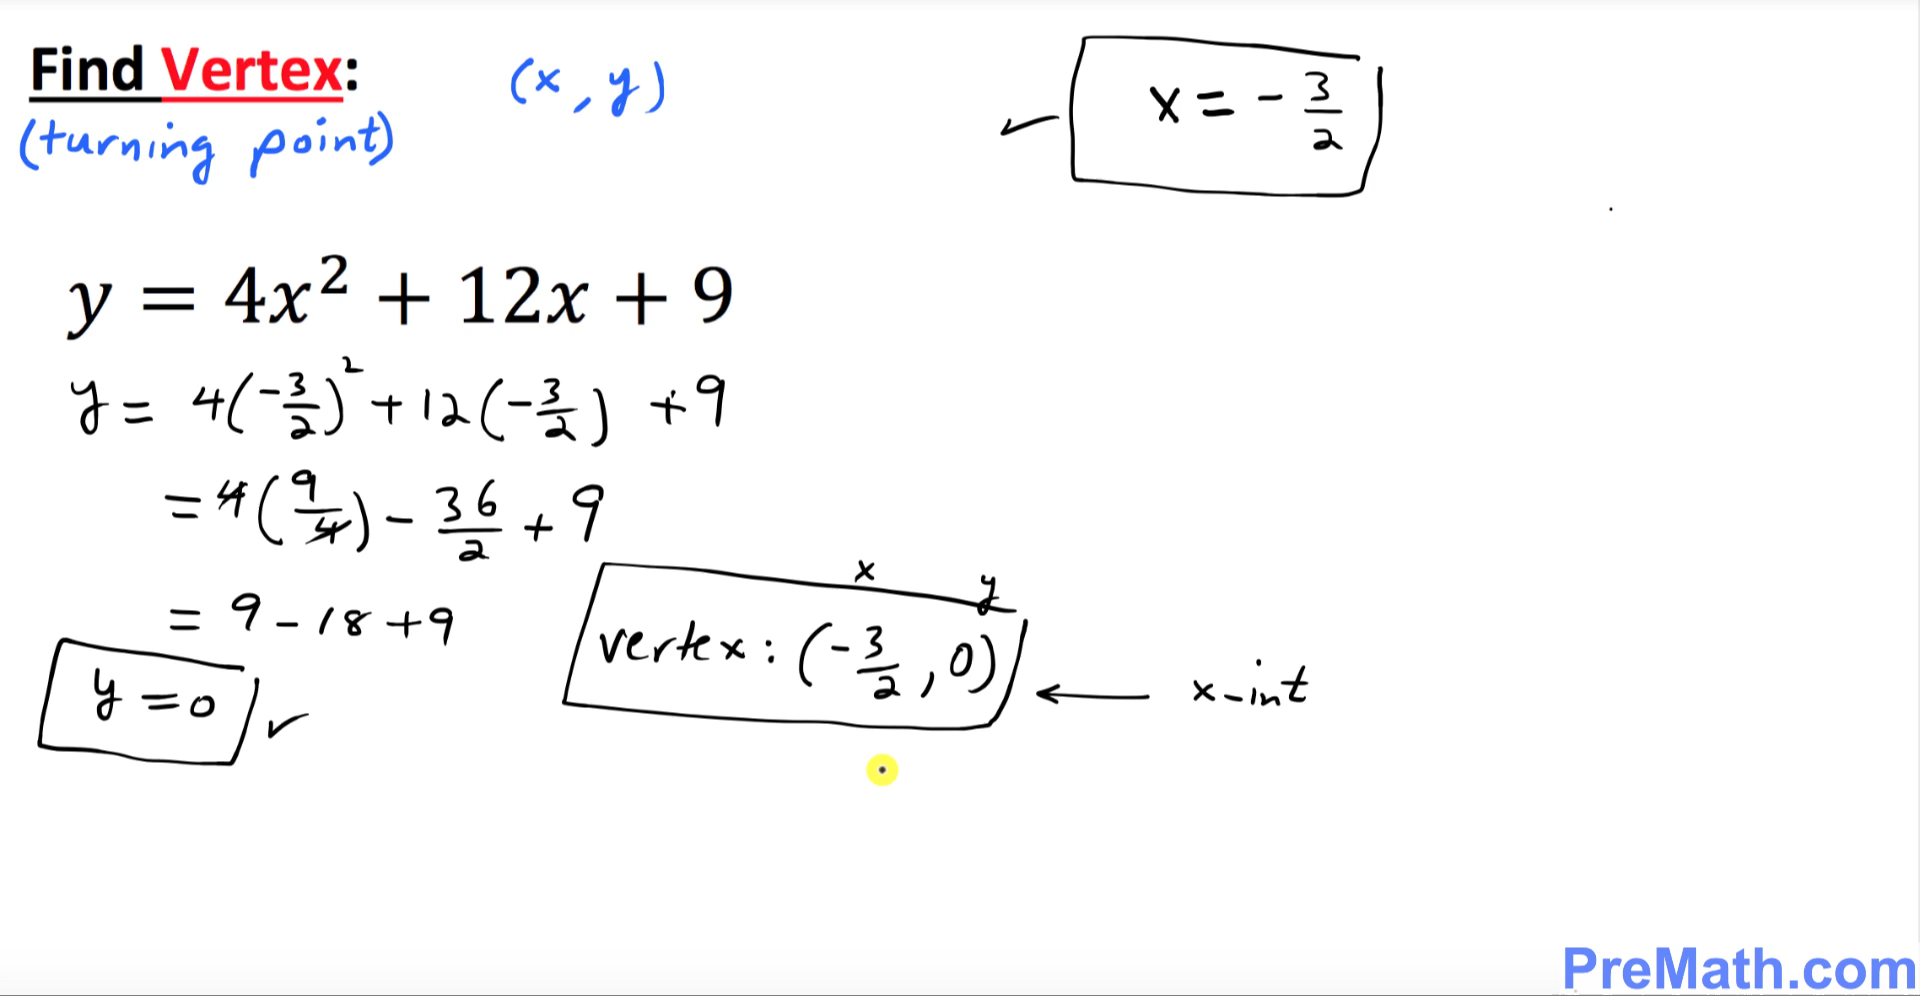 Find Vertex: (x, y)
(turning point)
x = - 3/2
y = 4x² + 12x + 9
y = 4(-3/2)² + 12(-3/2) + 9
= 4(9/4) - 36/2 + 9
= 9 - 18 + 9
y = 0
x y
vertex: (-3/2, 0) ← x-int
PreMath.com